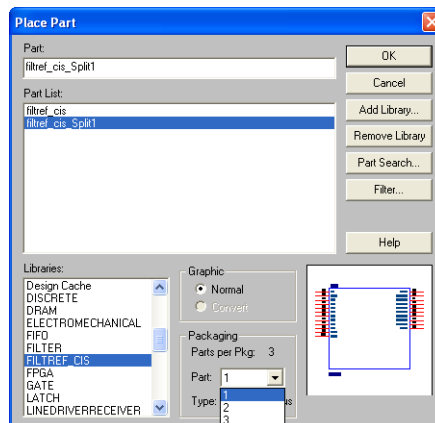 Place Part
Part:
filtref_cis_Split1
OK
Cancel
Part List:
filtref_cis
filtref_cis_Split1
Add Library...
Remove Library
Part Search...
Filter...
Help
Libraries:
Design Cache
DISCRETE
DRAM
ELECTROMECHANICAL
FIFO
FILTER
FILTREF_CIS
FPGA
GATE
LATCH
LINEDRIVERRECEIVER
Graphic
Normal
Convert
Packaging
Parts per Pkg: 3
Part: 1
1
2
3
Type: